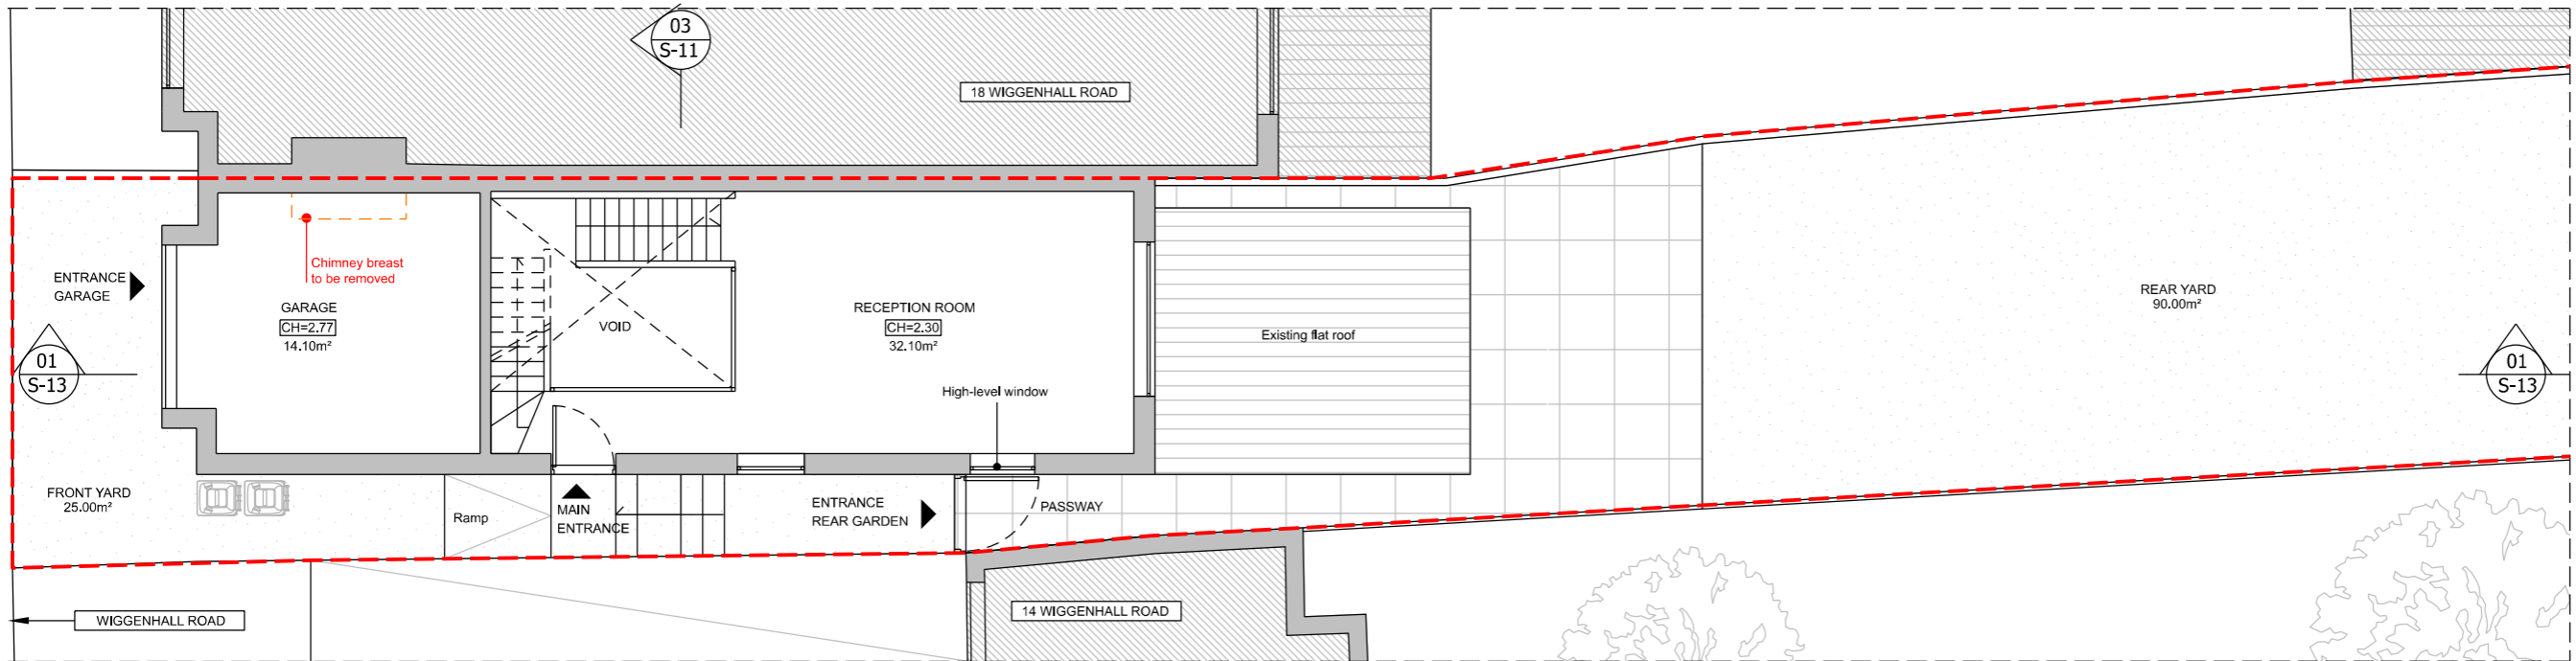 03
S-11
18 WIGGENHALL ROAD
Chimney breast
to be removed
ENTRANCE
GARAGE
GARAGE
CH=2.77
14.10m²
VOID
RECEPTION ROOM
CH=2.30
32.10m²
Existing flat roof
REAR YARD
90.00m²
01
S-13
01
S-13
High-level window
FRONT YARD
25.00m²
Ramp
MAIN
ENTRANCE
ENTRANCE
REAR GARDEN
PASSWAY
14 WIGGENHALL ROAD
WIGGENHALL ROAD